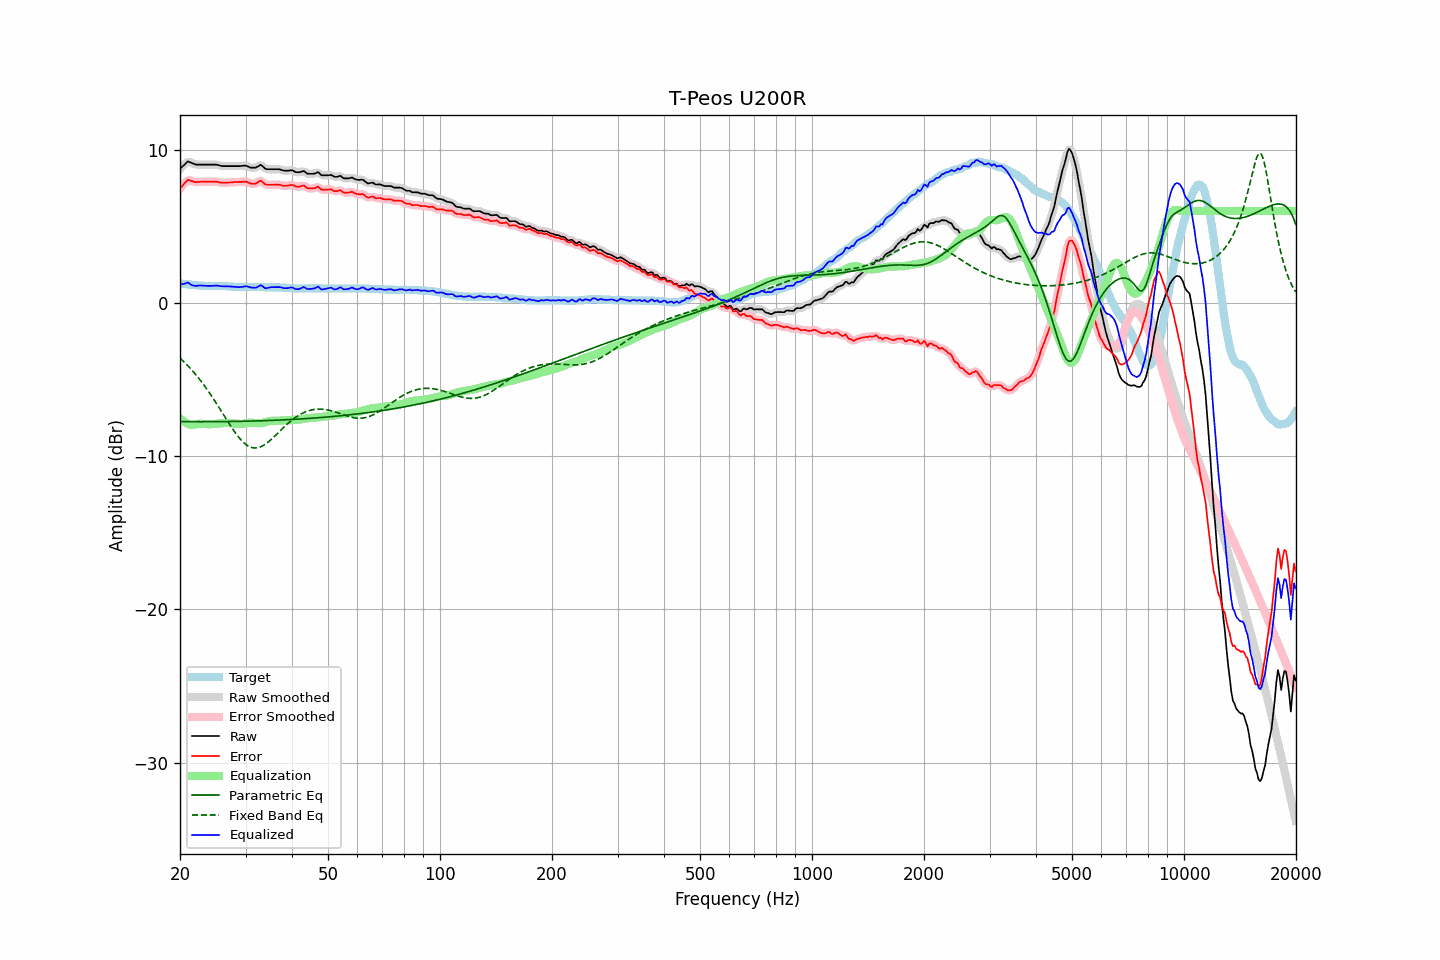 T-Peos U200R
10
0
−10
−20
−30
Amplitude (dBr)
Target
Raw Smoothed
Error Smoothed
Raw
Error
Equalization
Parametric Eq
Fixed Band Eq
Equalized
20 50 100 200 500 1000 2000 5000 10000 20000
Frequency (Hz)